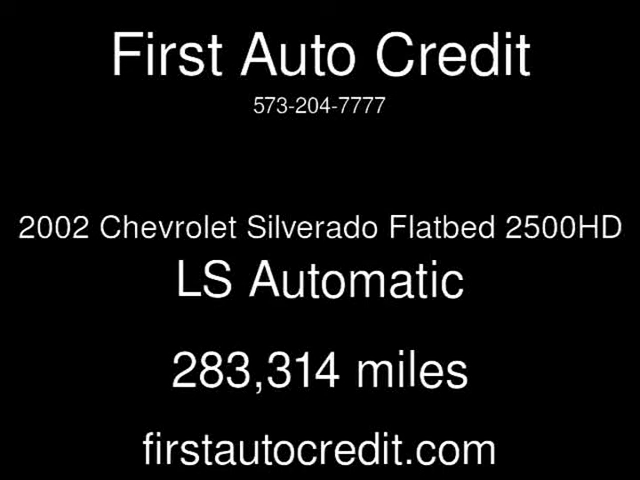 First Auto Credit
573-204-7777
2002 Chevrolet Silverado Flatbed 2500HD
LS Automatic
283,314 miles
firstautocredit.com